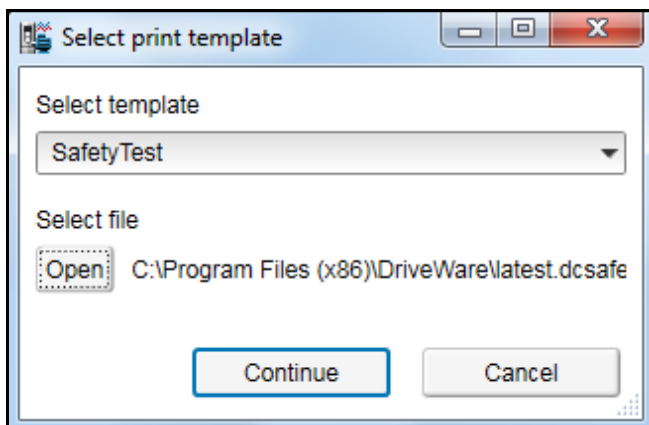 Select print template
Select template
SafetyTest
Select file
Open C:\Program Files (x86)\DriveWare\latest.dcsafe
Continue Cancel